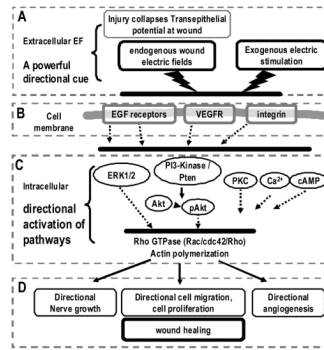 A
Injury collapses Transepithelial
potential at wound
Extracellular EF
A powerful
directional cue
endogenous wound
electric fields
Exogenous electric
stimulation
B
Cell
membrane
EGF receptors
VEGFR
integrin
C
Intracellular
directional
activation of
pathways
ERK1/2
PI3-Kinase /
Pten
Akt
pAkt
PKC
Ca2+
cAMP
Rho GTPase (Rac/cdc42/Rho)
Actin polymerization
D
Directional
Nerve growth
Directional cell migration,
cell proliferation
wound healing
Directional
angiogenesis